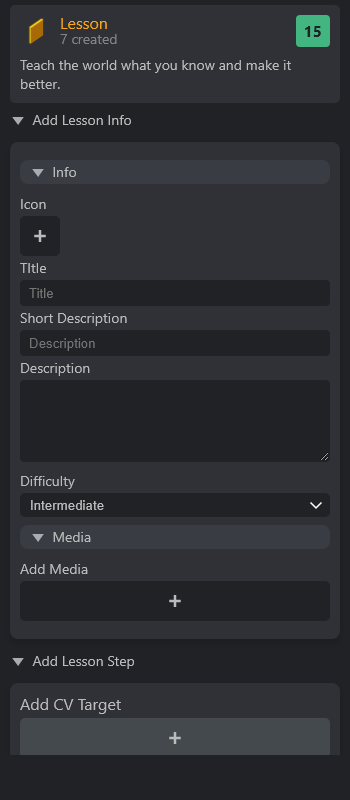 Lesson
7 created
15
Teach the world what you know and make it
better.
Add Lesson Info
Info
Icon
+
TItle
Title
Short Description
Description
Description
Difficulty
Intermediate
Media
Add Media
+
Add Lesson Step
Add CV Target
+